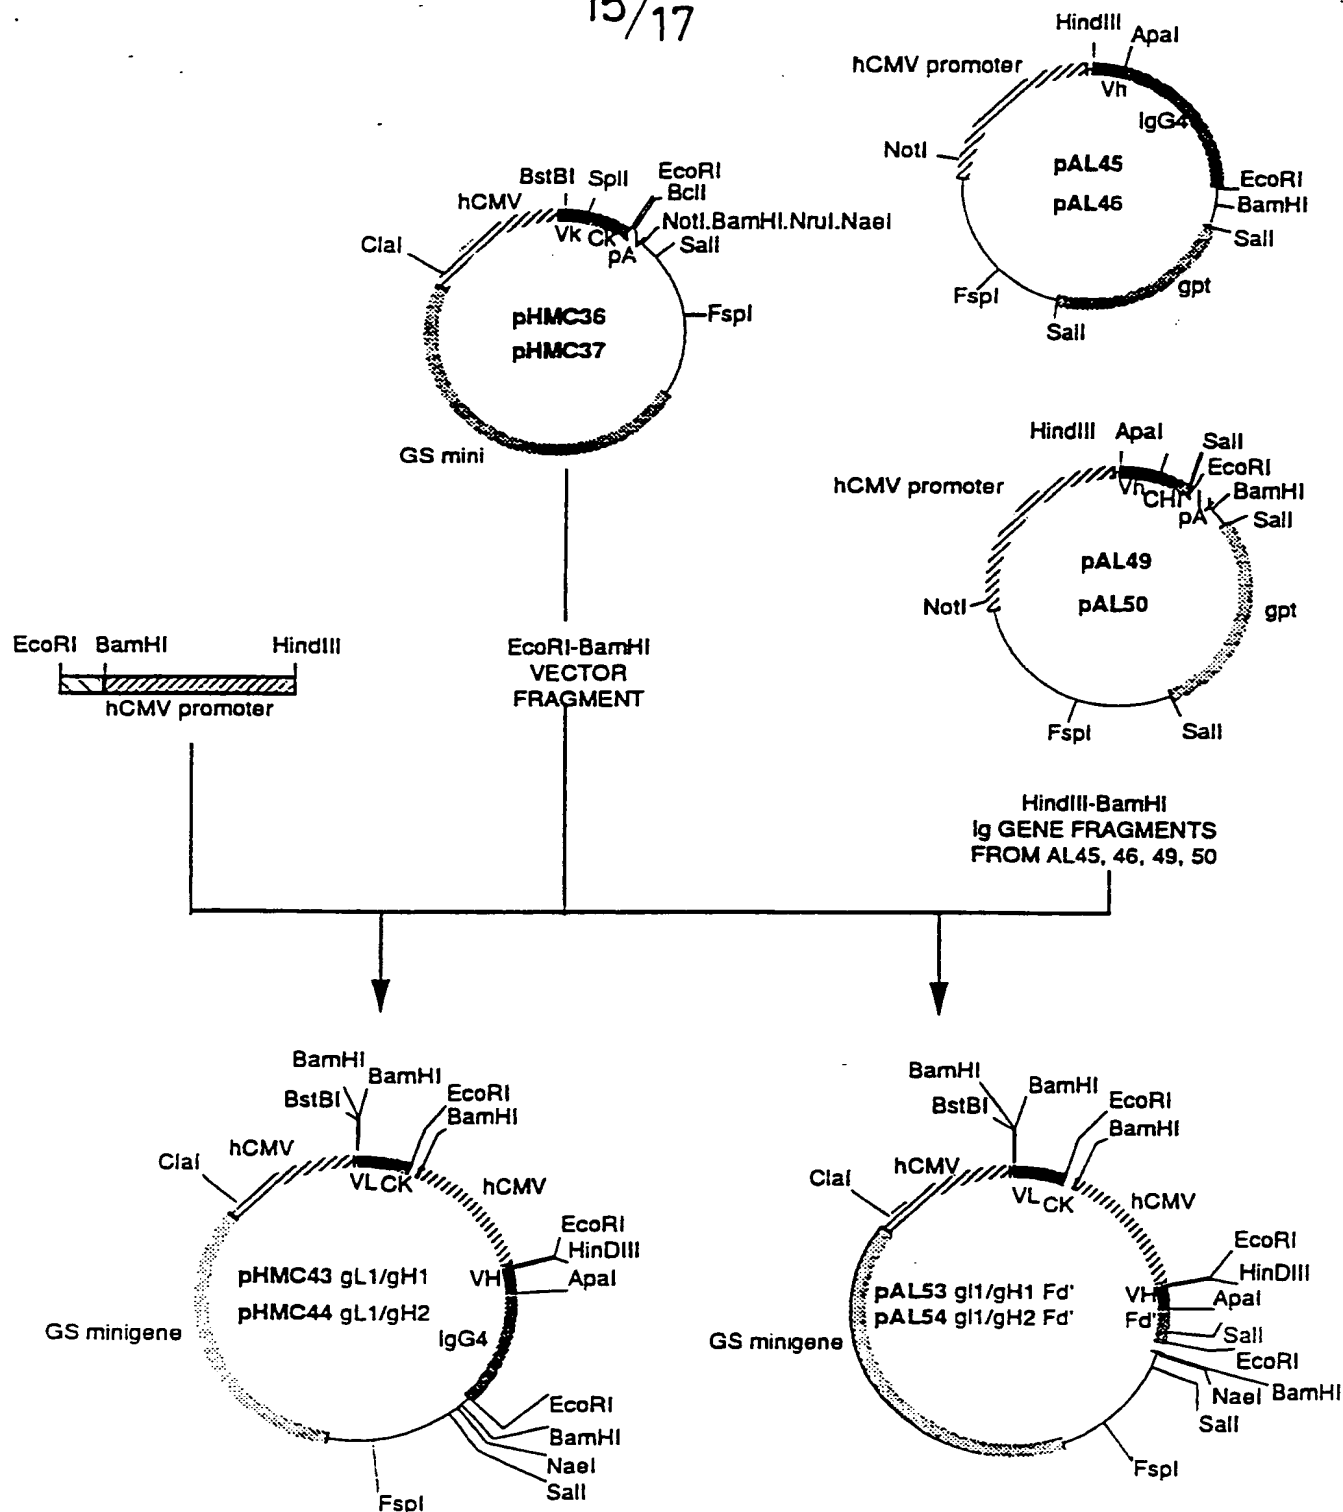 15/17
HindIII
ApaI
hCMV promoter
Vh
IgG4
NotI
pAL45
pAL46
EcoRI
BamHI
SalI
gpt
FspI
SalI
BstBI
SplI
EcoRI
BclI
hCMV
NotI.BamHI.NruI.NaeI
Vk
Ck
pA
SalI
ClaI
pHMC36
pHMC37
FspI
GS mini
HindIII
ApaI
SalI
EcoRI
hCMV promoter
Vh
CHI
BamHI
pA
SalI
pAL49
pAL50
NotI
gpt
FspI
SalI
EcoRI
BamHI
HindIII
hCMV promoter
EcoRI-BamHI
VECTOR
FRAGMENT
HindIII-BamHI
Ig GENE FRAGMENTS
FROM AL45, 46, 49, 50
BamHI
BamHI
BstBI
EcoRI
BamHI
ClaI
hCMV
VL
CK
hCMV
EcoRI
HinDIII
VH
ApaI
pHMC43 gL1/gH1
pHMC44 gL1/gH2
IgG4
GS minigene
EcoRI
BamHI
NaeI
SalI
FspI
BamHI
BamHI
BstBI
EcoRI
BamHI
ClaI
hCMV
VL
CK
hCMV
EcoRI
HinDIII
VH
ApaI
pAL53 gl1/gH1 Fd'
pAL54 gl1/gH2 Fd'
Fd'
SalI
EcoRI
GS minigene
BamHI
NaeI
SalI
FspI